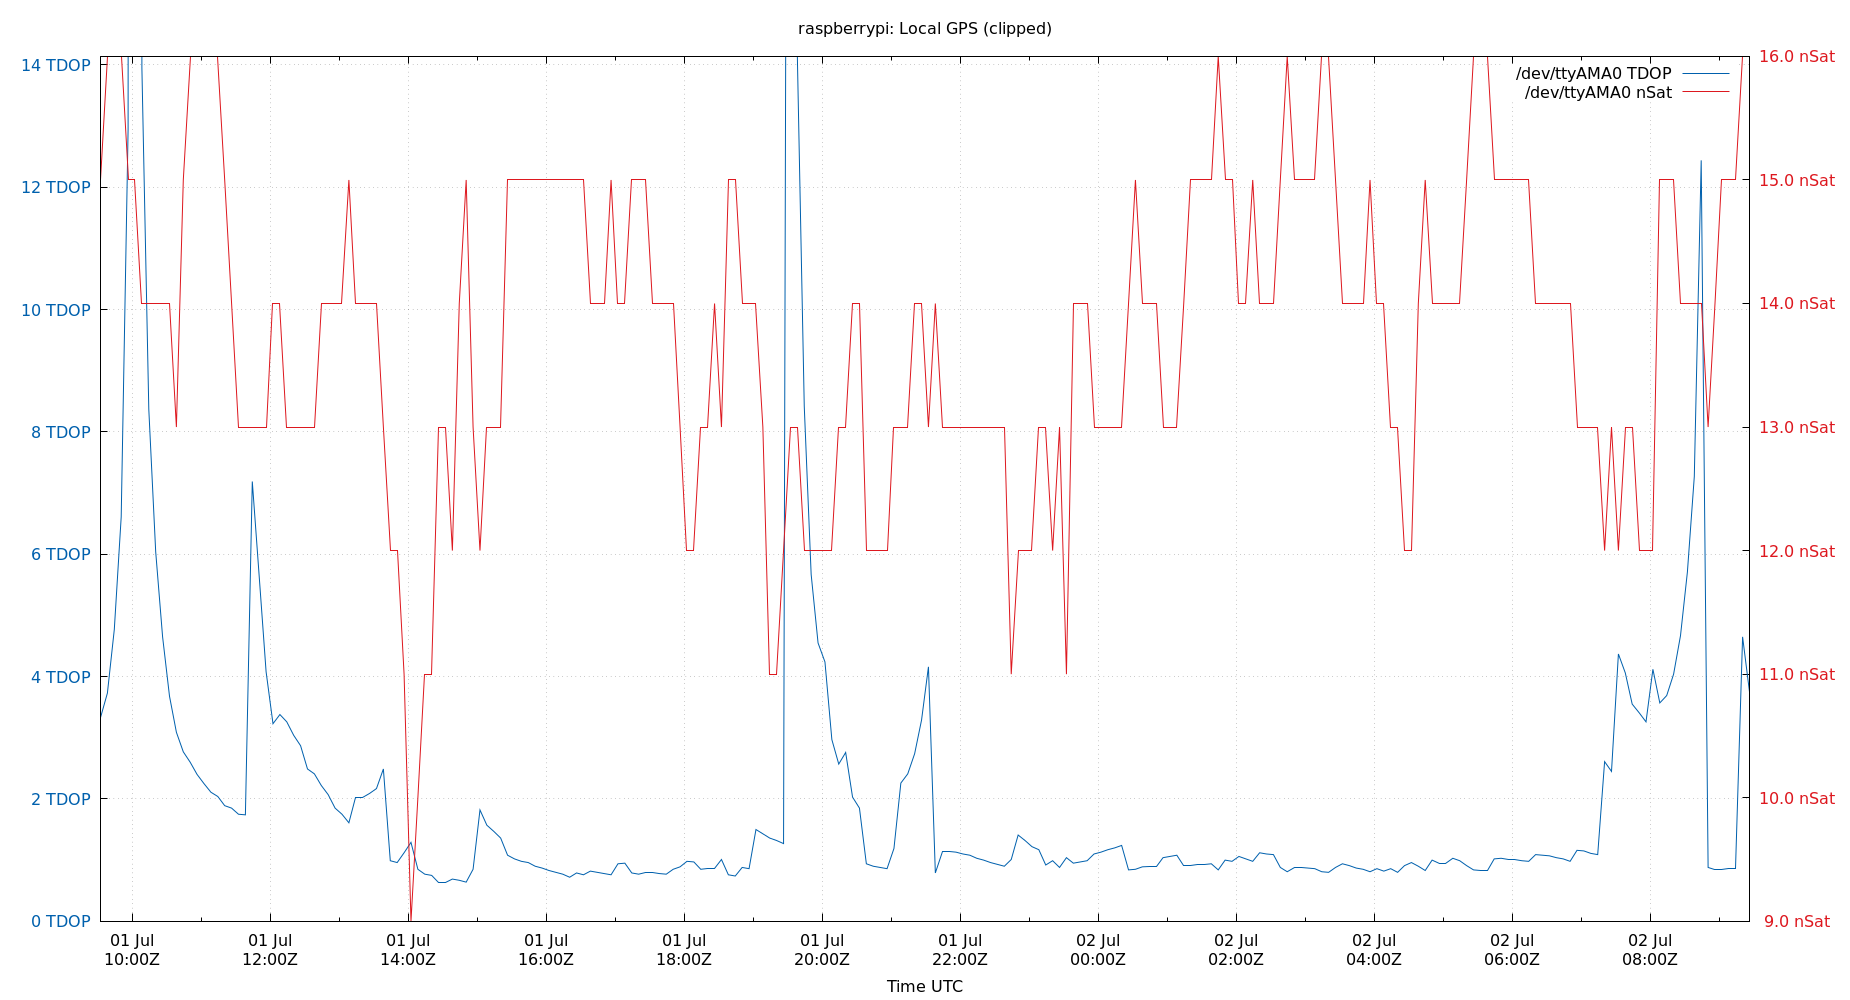 raspberrypi: Local GPS (clipped)
14 TDOP
12 TDOP
10 TDOP
8 TDOP
6 TDOP
4 TDOP
2 TDOP
0 TDOP
16.0 nSat
15.0 nSat
14.0 nSat
13.0 nSat
12.0 nSat
11.0 nSat
10.0 nSat
9.0 nSat
/dev/ttyAMA0 TDOP
/dev/ttyAMA0 nSat
01 Jul
10:00Z
01 Jul
12:00Z
01 Jul
14:00Z
01 Jul
16:00Z
01 Jul
18:00Z
01 Jul
20:00Z
01 Jul
22:00Z
02 Jul
00:00Z
02 Jul
02:00Z
02 Jul
04:00Z
02 Jul
06:00Z
02 Jul
08:00Z
Time UTC